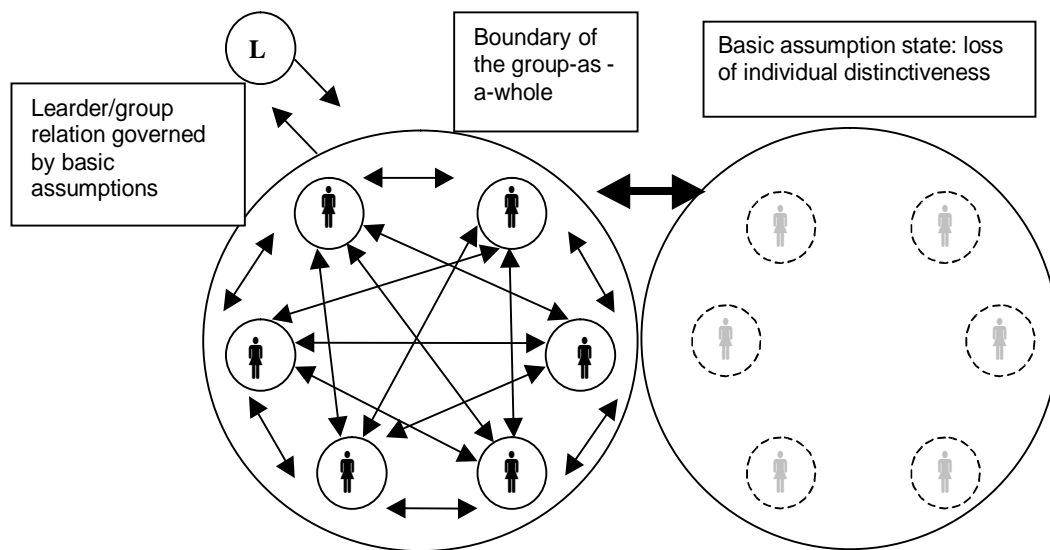 L
Boundary of
the group-as -
a-whole
Basic assumption state: loss
of individual distinctiveness
Learder/group
relation governed
by basic
assumptions